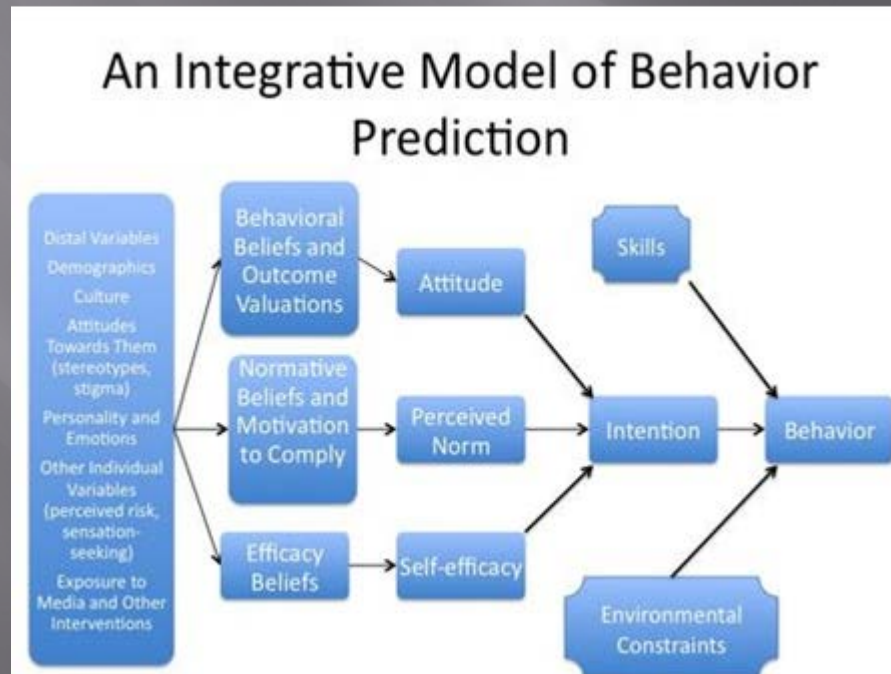 An Integrative Model of Behavior
Prediction
Distal Variables
Demographics
Culture
Attitudes
Towards Them
(stereotypes,
stigma)
Personality and
Emotions
Other Individual
Variables
(perceived risk,
sensation-
seeking)
Exposure to
Media and Other
Interventions
Behavioral
Beliefs and
Outcome
Valuations
Normative
Beliefs and
Motivation
to Comply
Efficacy
Beliefs
Attitude
Perceived
Norm
Self-efficacy
Intention
Skills
Behavior
Environmental
Constraints